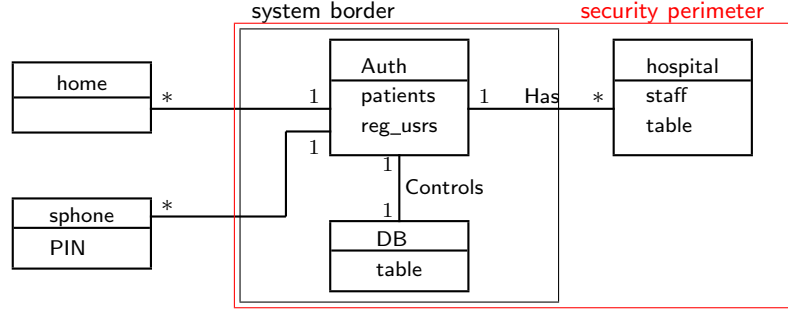 system border
security perimeter
home
* 1
Auth
patients
reg_usrs
1 Has *
hospital
staff
table
1
1
Controls
1
sphone
*
PIN
DB
table